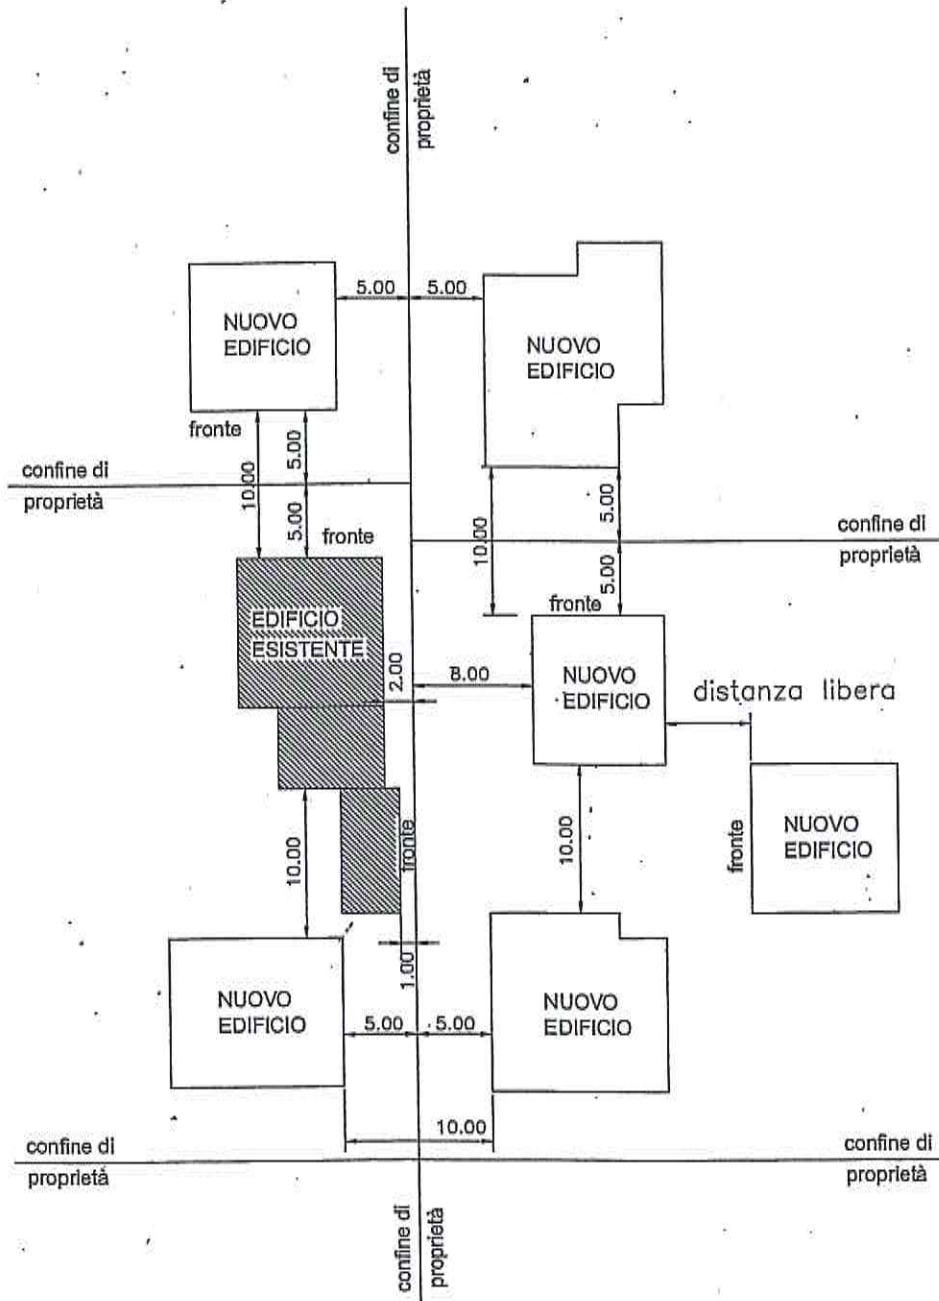 confine di
proprietà
5.00
5.00
NUOVO
EDIFICIO
NUOVO
EDIFICIO
fronte
5.00
10.00
confine di
proprietà
5.00
fronte
10.00
5.00
confine di
proprietà
5.00
fronte
EDIFICIO
ESISTENTE
2.00
8.00
NUOVO
EDIFICIO
distanza libera
10.00
fronte
10.00
fronte
NUOVO
EDIFICIO
1.00
NUOVO
EDIFICIO
5.00
5.00
NUOVO
EDIFICIO
10.00
confine di
proprietà
confine di
proprietà
confine di
proprietà